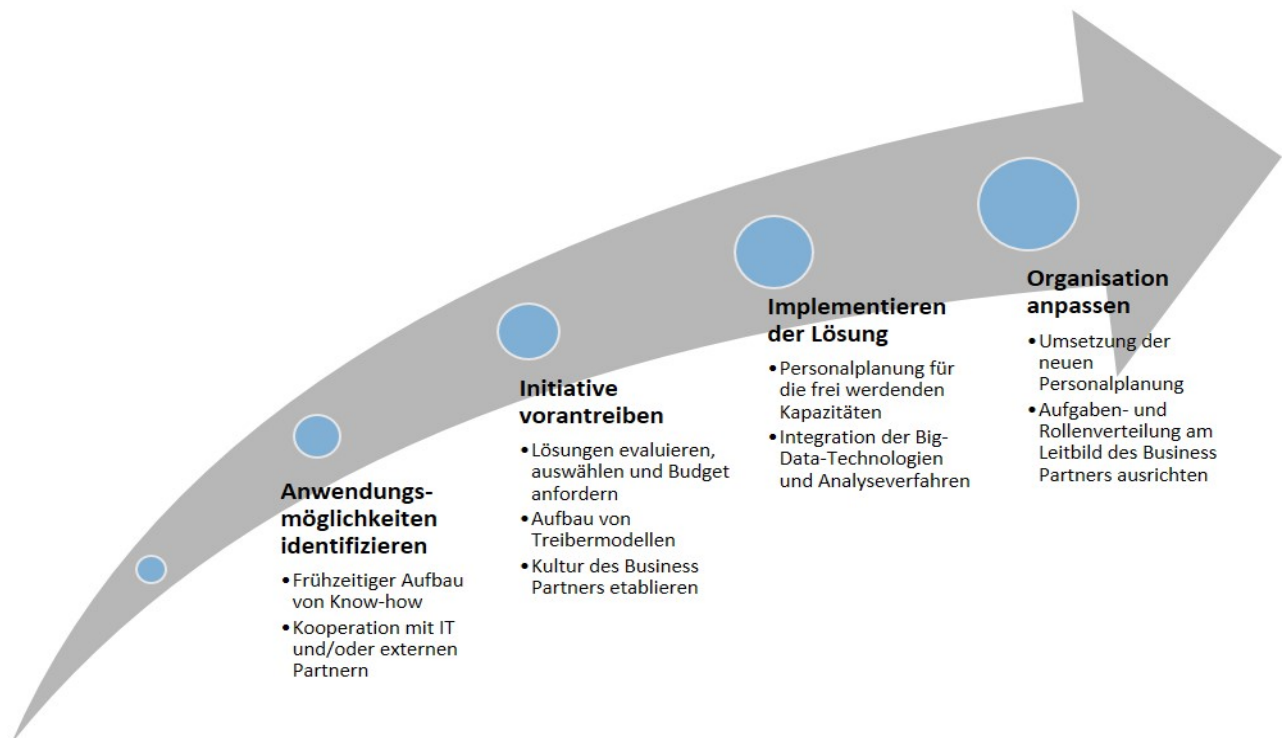 Anwendungs-
möglichkeiten
identifizieren
•Frühzeitiger Aufbau
von Know-how
•Kooperation mit IT
und/oder externen
Partnern
Initiative
vorantreiben
•Lösungen evaluieren,
auswählen und Budget
anfordern
•Aufbau von
Treibermodellen
•Kultur des Business
Partners etablieren
Implementieren
der Lösung
•Personalplanung für
die frei werdenden
Kapazitäten
•Integration der Big-
Data-Technologien
und Analyseverfahren
Organisation
anpassen
•Umsetzung der
neuen
Personalplanung
•Aufgaben- und
Rollenverteilung am
Leitbild des Business
Partners ausrichten